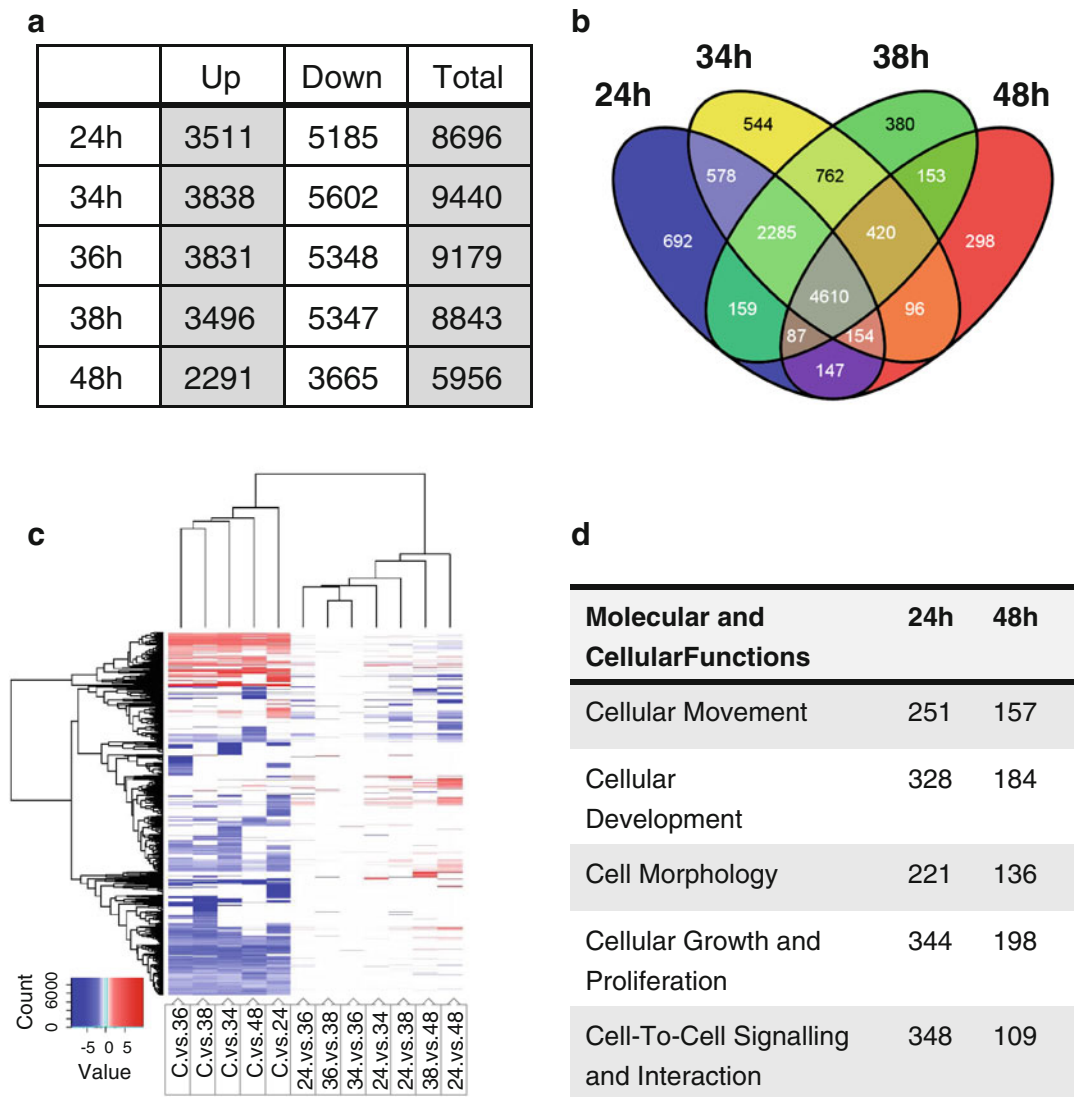 a
Up Down Total
24h 3511 5185 8696
34h 3838 5602 9440
36h 3831 5348 9179
38h 3496 5347 8843
48h 2291 3665 5956
b
34h 38h
24h 48h
544 380
578 762 153
692 2285 420 298
159 4610 96
87 154
147
c
Count
0 6000
-5 0 5
Value
C.vs.36
C.vs.38
C.vs.34
C.vs.48
C.vs.24
24.vs.36
36.vs.38
34.vs.36
24.vs.34
24.vs.38
38.vs.48
24.vs.48
d
Molecular and 24h 48h
CellularFunctions
Cellular Movement 251 157
Cellular 328 184
Development
Cell Morphology 221 136
Cellular Growth and 344 198
Proliferation
Cell-To-Cell Signalling 348 109
and Interaction